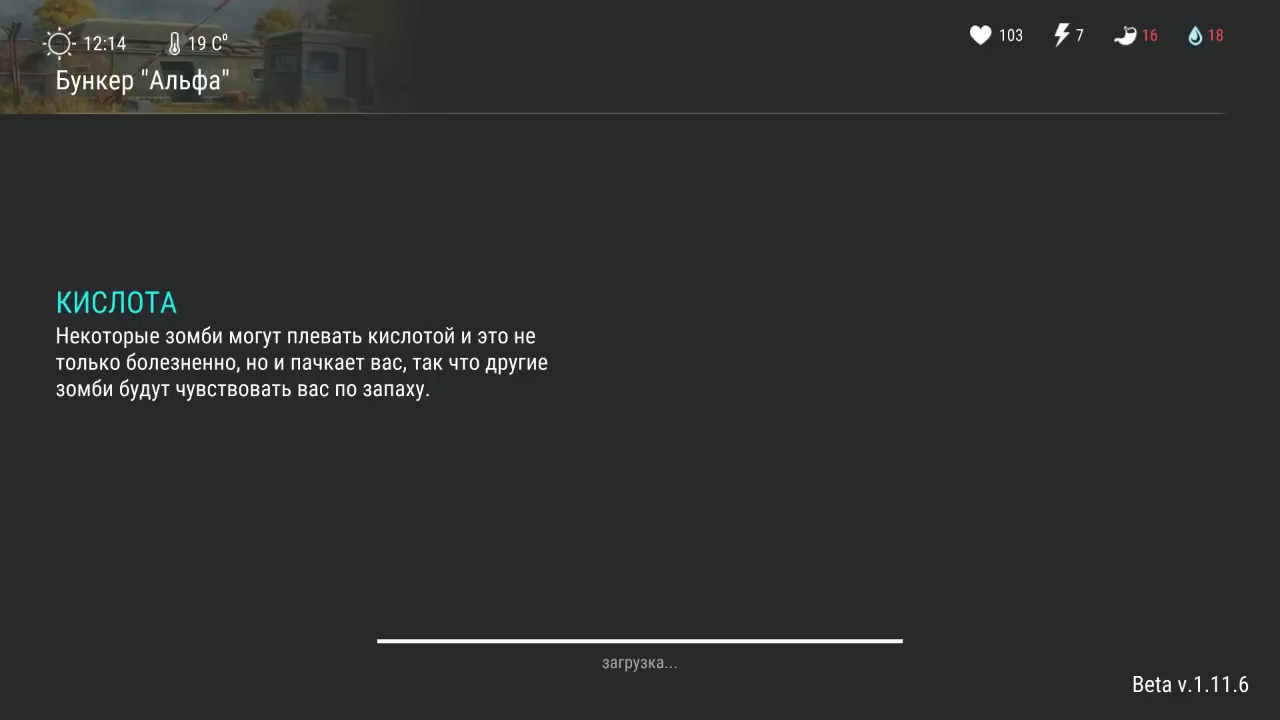 12:14 19 C⁰ 103 7 16 18
Бункер "Альфа"
КИСЛОТА
Некоторые зомби могут плевать кислотой и это не
только болезненно, но и пачкает вас, так что другие
зомби будут чувствовать вас по запаху.
загрузка...
Beta v.1.11.6